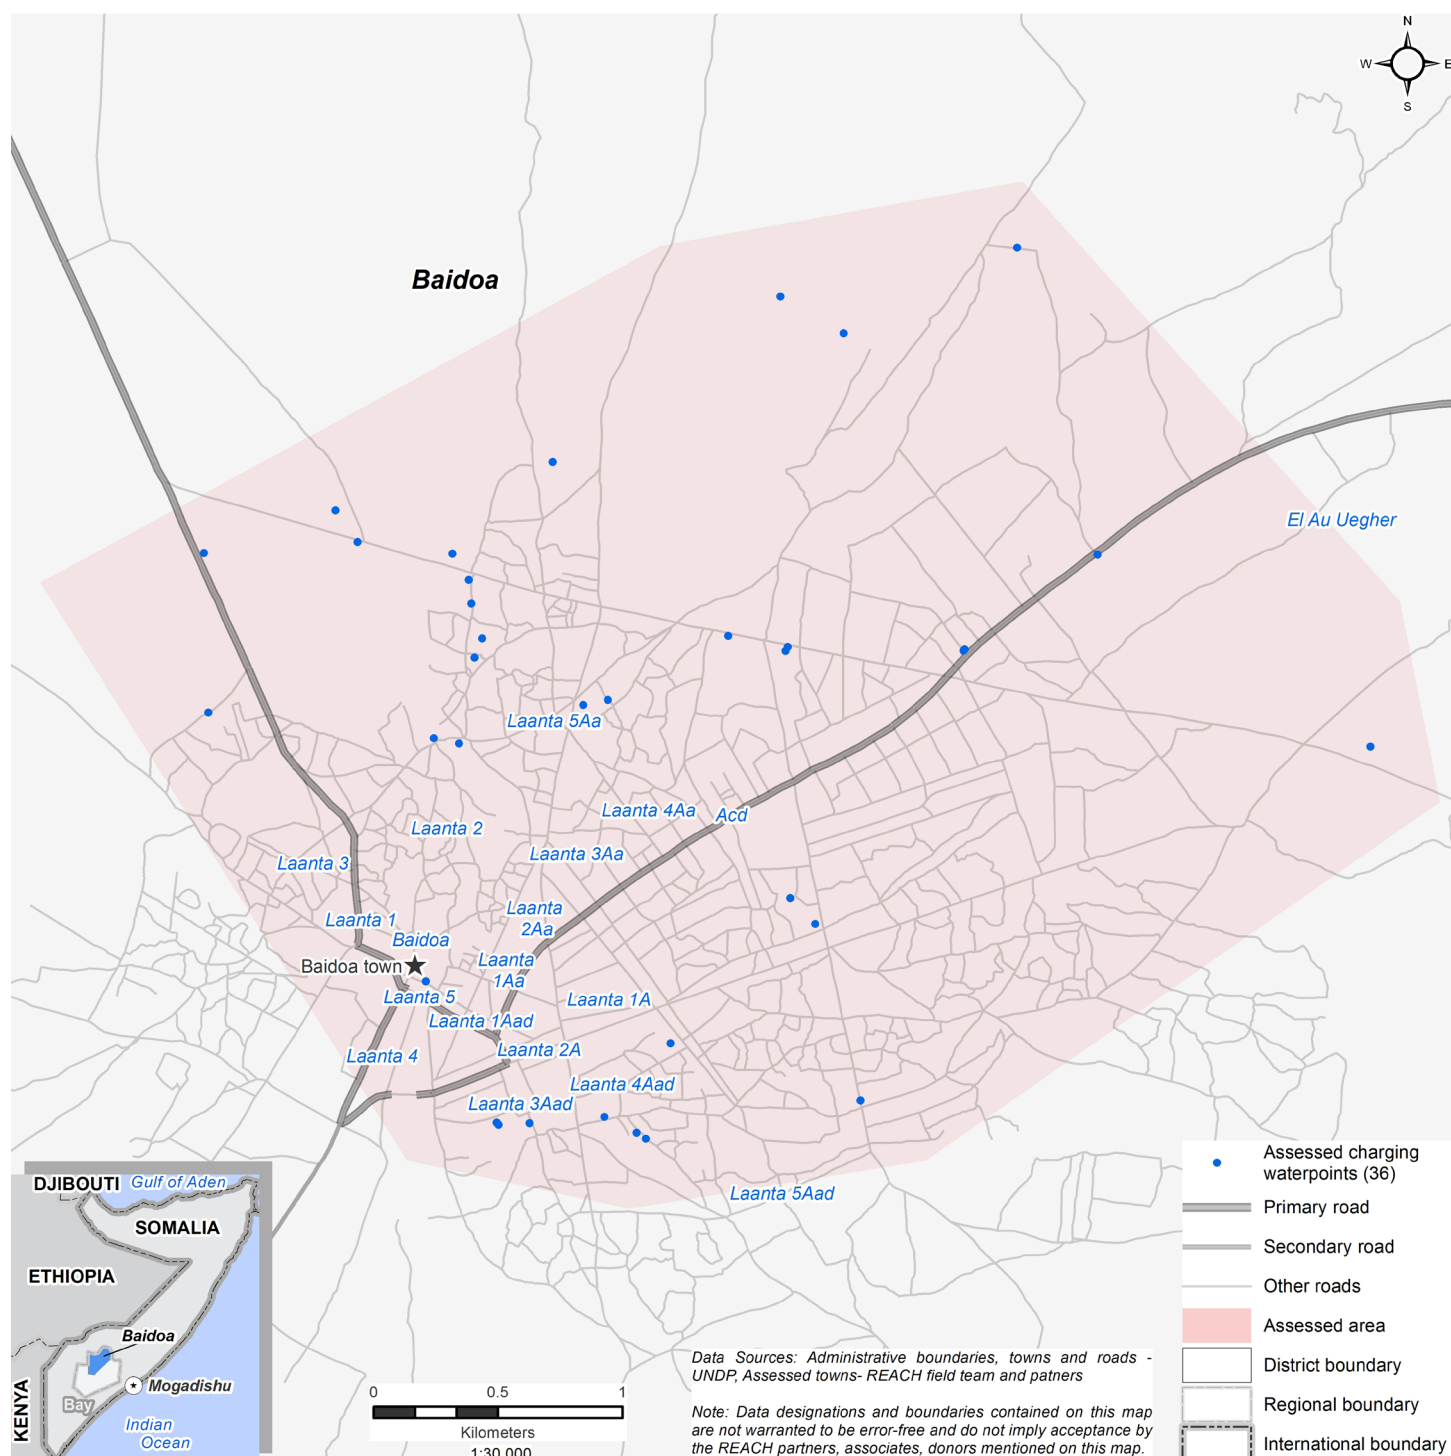 N
W
E
S
Baidoa
El Au Uegher
Laanta 5Aa
Laanta 4Aa
Acd
Laanta 2
Laanta 3Aa
Laanta 3
Laanta
2Aa
Laanta 1
Baidoa
Laanta
1Aa
Baidoa town
Laanta 5
Laanta 1A
Laanta 1Aad
Laanta 2A
Laanta 4
Laanta 4Aad
Laanta 3Aad
Laanta 5Aad
DJIBOUTI
Gulf of Aden
SOMALIA
ETHIOPIA
Baidoa
Mogadishu
Bay
KENYA
Indian
Ocean
0 0.5 1
Kilometers
1:30,000
Data Sources: Administrative boundaries, towns and roads -
UNDP, Assessed towns- REACH field team and patners
Note: Data designations and boundaries contained on this map
are not warranted to be error-free and do not imply acceptance by
the REACH partners, associates, donors mentioned on this map.
Assessed charging
waterpoints (36)
Primary road
Secondary road
Other roads
Assessed area
District boundary
Regional boundary
International boundary